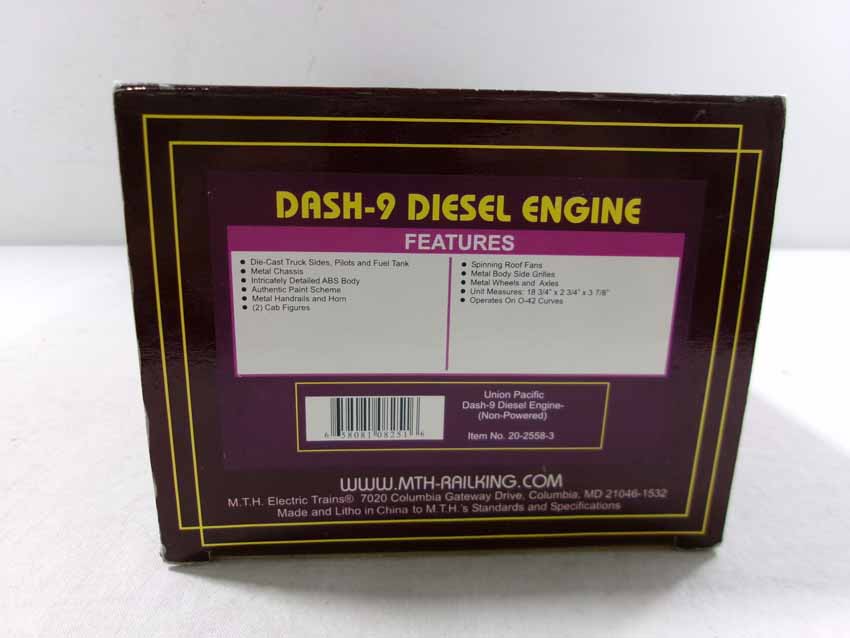 DASH-9 DIESEL ENGINE
FEATURES
• Die-Cast Truck Sides, Pilots and Fuel Tank
• Metal Chassis
• Intricately Detailed ABS Body
• Authentic Paint Scheme
• Metal Handrails and Horn
• (2) Cab Figures
• Spinning Roof Fans
• Metal Body Side Grilles
• Metal Wheels and Axles
• Unit Measures: 18 3/4" x 2 3/4" x 3 7/8"
• Operates On O-42 Curves
6 58081 08251 6
Union Pacific
Dash-9 Diesel Engine-
(Non-Powered)
Item No. 20-2558-3
WWW.MTH-RAILKING.COM
M.T.H. Electric Trains® 7020 Columbia Gateway Drive, Columbia, MD 21046-1532
Made and Litho in China to M.T.H.'s Standards and Specifications